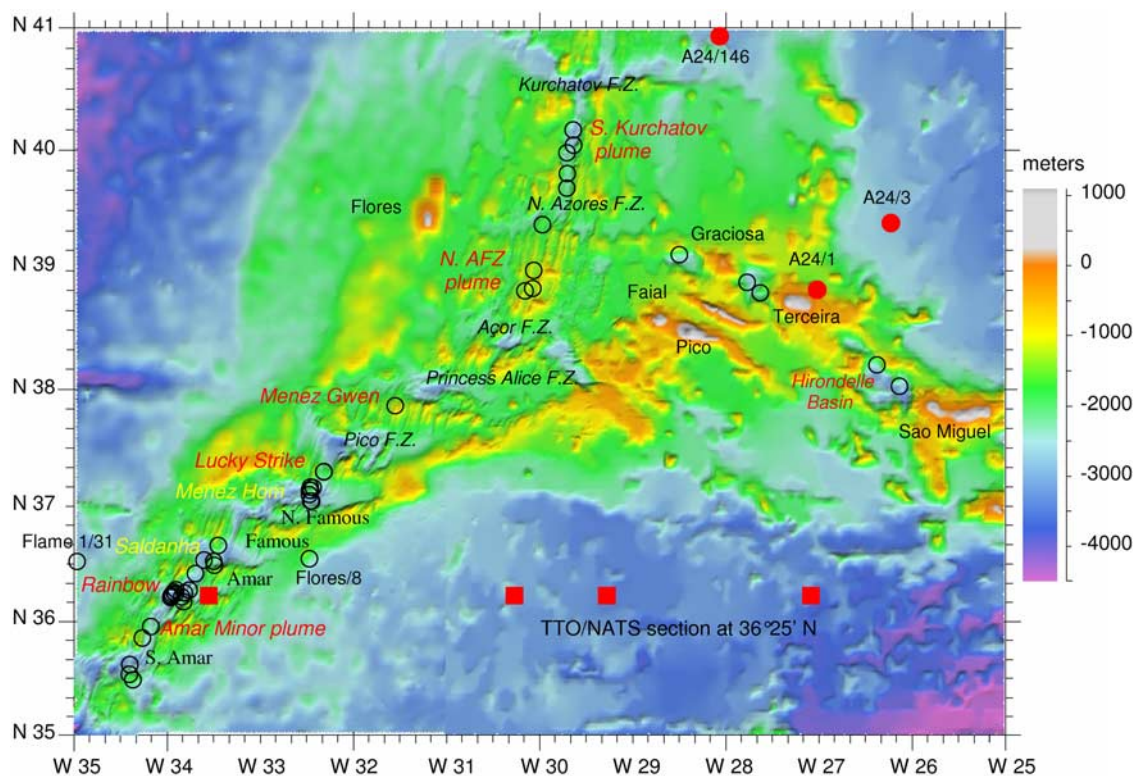 N 41
A24/146
Kurchatov F.Z.
S. Kurchatov
plume
N 40
meters
1000
A24/3
Flores
N. Azores F.Z.
Graciosa
0
N 39
N. AFZ
plume
A24/1
Faial
Terceira
-1000
Açor F.Z.
Pico
N 38
Princess Alice F.Z.
Hirondelle
Basin
-2000
Menez Gwen
Sao Miguel
Pico F.Z.
Lucky Strike
-3000
Menez Hom
N 37
N. Famous
Flame 1/31
Saldanha
Famous
-4000
Rainbow
Amar
Flores/8
N 36
Amar Minor plume
TTO/NATS section at 36°25' N
S. Amar
N 35
W 35 W 34 W 33 W 32 W 31 W 30 W 29 W 28 W 27 W 26 W 25